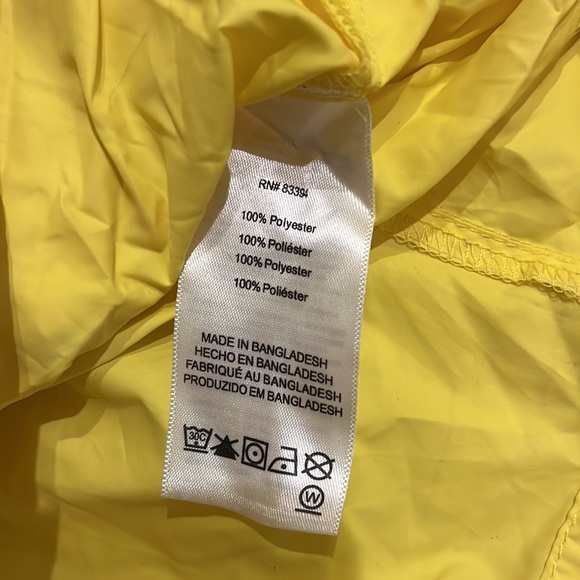 RN# 83394
100% Polyester
100% Poliéster
100% Polyester
100% Poliéster
MADE IN BANGLADESH
HECHO EN BANGLADESH
FABRIQUÉ AU BANGLADESH
PRODUZIDO EM BANGLADESH
30C
W